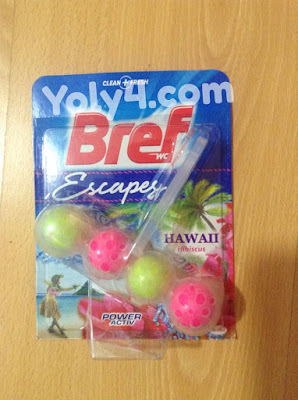 CLEAN + FRESH
Yoly4.com
Bref
WC
Escapes
HAWAII
Hibiscus
POWER
ACTIV